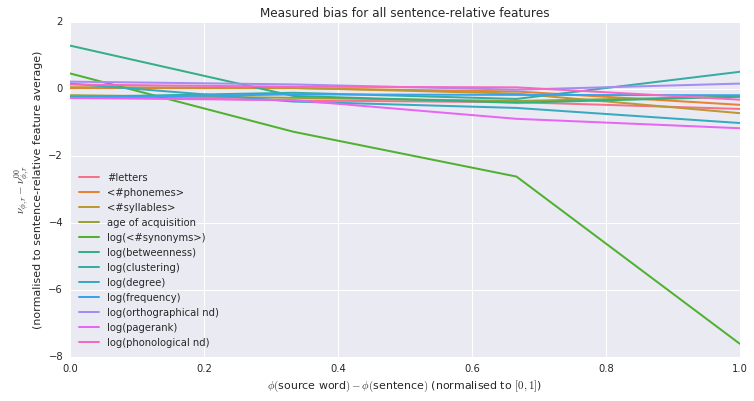 Measured bias for all sentence-relative features
2
0
−2
−4
−6
−8
ν_{φ,r} − ν^{00}_{φ,r}
(normalised to sentence-relative feature average)
#letters
<#phonemes>
<#syllables>
age of acquisition
log(<#synonyms>)
log(betweenness)
log(clustering)
log(degree)
log(frequency)
log(orthographical nd)
log(pagerank)
log(phonological nd)
0.0 0.2 0.4 0.6 0.8 1.0
ϕ(source word) − ϕ(sentence) (normalised to [0, 1])